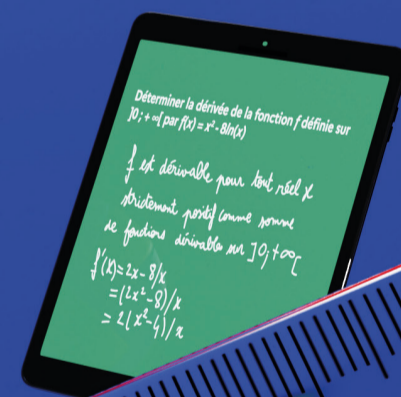 Déterminer la dérivée de la fonction f définie sur
]0 ; + ∞[ par f(x) = x² - 8ln(x)
f est dérivable pour tout réel x
strictement positif comme somme
de fonctions dérivables sur ]0;+∞[
f'(x) = 2x - 8/x
= (2x² - 8)/x
= 2(x² - 4)/x